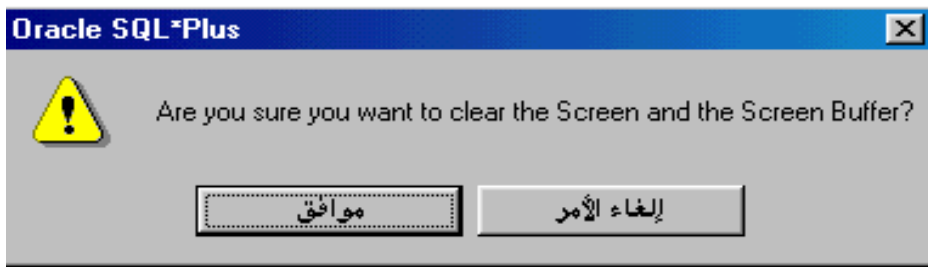 Oracle SQL*Plus
Are you sure you want to clear the Screen and the Screen Buffer?
موافق
إلغاء الأمر